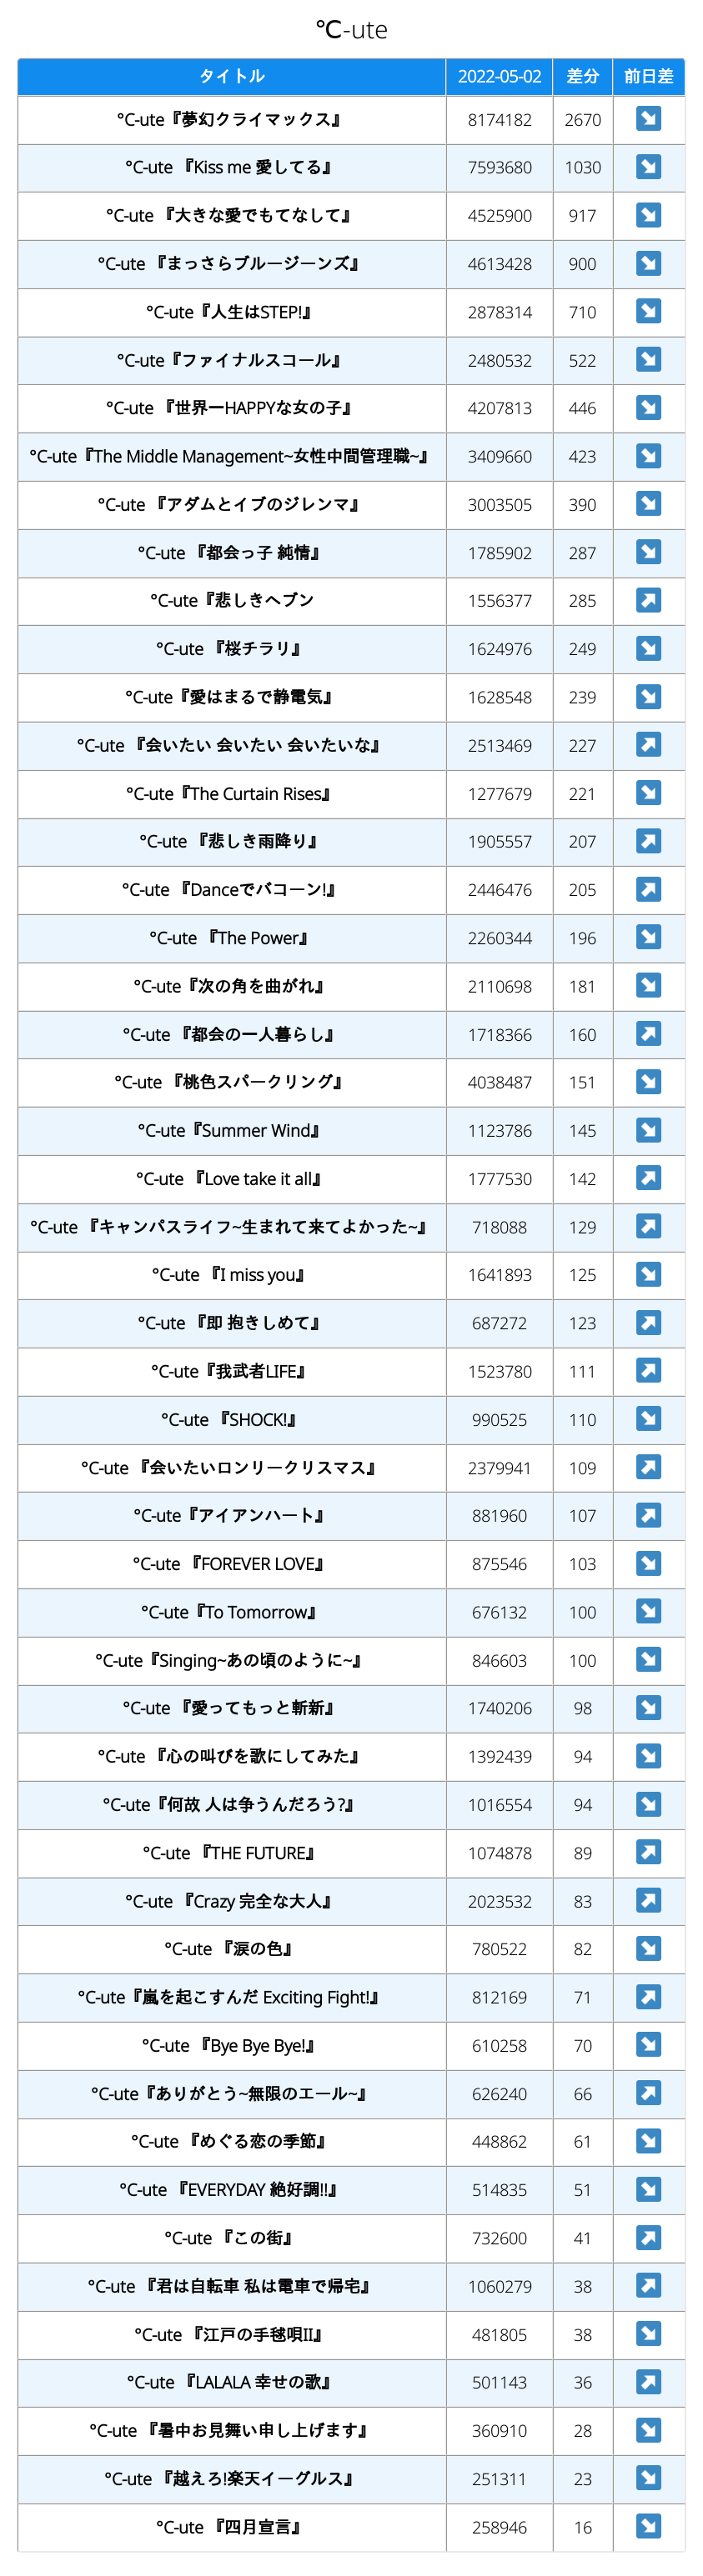 ℃-ute
タイトル 2022-05-02 差分 前日差
°C-ute『夢幻クライマックス』 8174182 2670 ↘
°C-ute 『Kiss me 愛してる』 7593680 1030 ↘
°C-ute 『大きな愛でもてなして』 4525900 917 ↘
°C-ute 『まっさらブルージーンズ』 4613428 900 ↘
°C-ute『人生はSTEP!』 2878314 710 ↘
°C-ute『ファイナルスコール』 2480532 522 ↘
°C-ute 『世界一HAPPYな女の子』 4207813 446 ↘
°C-ute『The Middle Management~女性中間管理職~』 3409660 423 ↘
°C-ute 『アダムとイブのジレンマ』 3003505 390 ↘
°C-ute 『都会っ子 純情』 1785902 287 ↘
°C-ute『悲しきヘブン 1556377 285 ↗
°C-ute 『桜チラリ』 1624976 249 ↘
°C-ute『愛はまるで静電気』 1628548 239 ↘
°C-ute 『会いたい 会いたい 会いたいな』 2513469 227 ↗
°C-ute『The Curtain Rises』 1277679 221 ↘
°C-ute 『悲しき雨降り』 1905557 207 ↗
°C-ute 『Danceでバコーン!』 2446476 205 ↗
°C-ute 『The Power』 2260344 196 ↘
°C-ute『次の角を曲がれ』 2110698 181 ↘
°C-ute 『都会の一人暮らし』 1718366 160 ↗
°C-ute 『桃色スパークリング』 4038487 151 ↘
°C-ute『Summer Wind』 1123786 145 ↘
°C-ute 『Love take it all』 1777530 142 ↗
°C-ute 『キャンパスライフ~生まれて来てよかった~』 718088 129 ↗
°C-ute 『I miss you』 1641893 125 ↘
°C-ute 『即 抱きしめて』 687272 123 ↗
°C-ute『我武者LIFE』 1523780 111 ↗
°C-ute 『SHOCK!』 990525 110 ↘
°C-ute 『会いたいロンリークリスマス』 2379941 109 ↗
°C-ute『アイアンハート』 881960 107 ↗
°C-ute 『FOREVER LOVE』 875546 103 ↘
°C-ute『To Tomorrow』 676132 100 ↘
°C-ute『Singing~あの頃のように~』 846603 100 ↘
°C-ute 『愛ってもっと斬新』 1740206 98 ↘
°C-ute 『心の叫びを歌にしてみた』 1392439 94 ↘
°C-ute『何故 人は争うんだろう?』 1016554 94 ↘
°C-ute 『THE FUTURE』 1074878 89 ↗
°C-ute 『Crazy 完全な大人』 2023532 83 ↗
°C-ute 『涙の色』 780522 82 ↘
°C-ute『嵐を起こすんだ Exciting Fight!』 812169 71 ↗
°C-ute 『Bye Bye Bye!』 610258 70 ↘
°C-ute『ありがとう~無限のエール~』 626240 66 ↗
°C-ute 『めぐる恋の季節』 448862 61 ↘
°C-ute 『EVERYDAY 絶好調!!』 514835 51 ↘
°C-ute 『この街』 732600 41 ↗
°C-ute 『君は自転車 私は電車で帰宅』 1060279 38 ↗
°C-ute 『江戸の手毬唄II』 481805 38 ↘
°C-ute 『LALALA 幸せの歌』 501143 36 ↗
°C-ute 『暑中お見舞い申し上げます』 360910 28 ↘
°C-ute 『越えろ!楽天イーグルス』 251311 23 ↘
°C-ute 『四月宣言』 258946 16 ↘